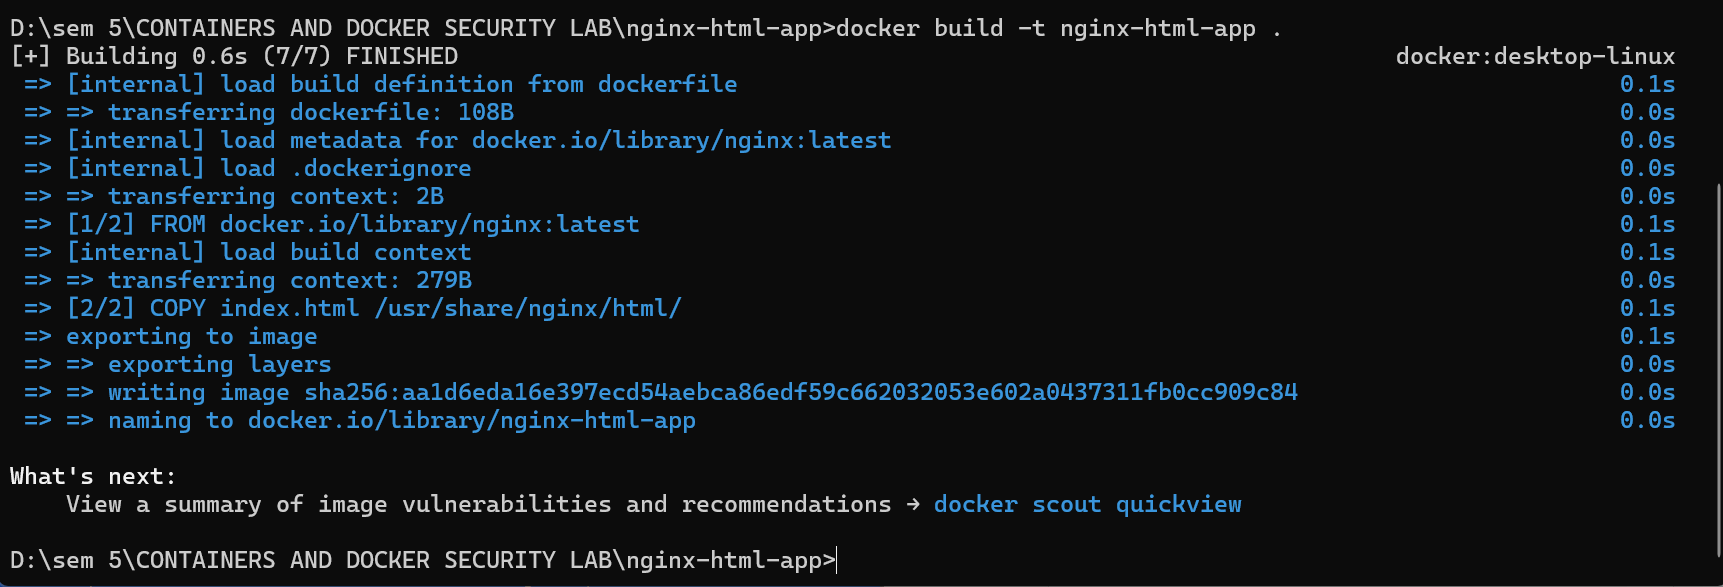 D:\sem 5\CONTAINERS AND DOCKER SECURITY LAB\nginx-html-app>docker build -t nginx-html-app .
[+] Building 0.6s (7/7) FINISHED docker:desktop-linux
=> [internal] load build definition from dockerfile 0.1s
=> => transferring dockerfile: 108B 0.0s
=> [internal] load metadata for docker.io/library/nginx:latest 0.0s
=> [internal] load .dockerignore 0.0s
=> => transferring context: 2B 0.0s
=> [1/2] FROM docker.io/library/nginx:latest 0.1s
=> [internal] load build context 0.1s
=> => transferring context: 279B 0.0s
=> [2/2] COPY index.html /usr/share/nginx/html/ 0.1s
=> exporting to image 0.1s
=> => exporting layers 0.0s
=> => writing image sha256:aa1d6eda16e397ecd54aebca86edf59c662032053e602a0437311fb0cc909c84 0.0s
=> => naming to docker.io/library/nginx-html-app 0.0s
What's next:
View a summary of image vulnerabilities and recommendations → docker scout quickview
D:\sem 5\CONTAINERS AND DOCKER SECURITY LAB\nginx-html-app>